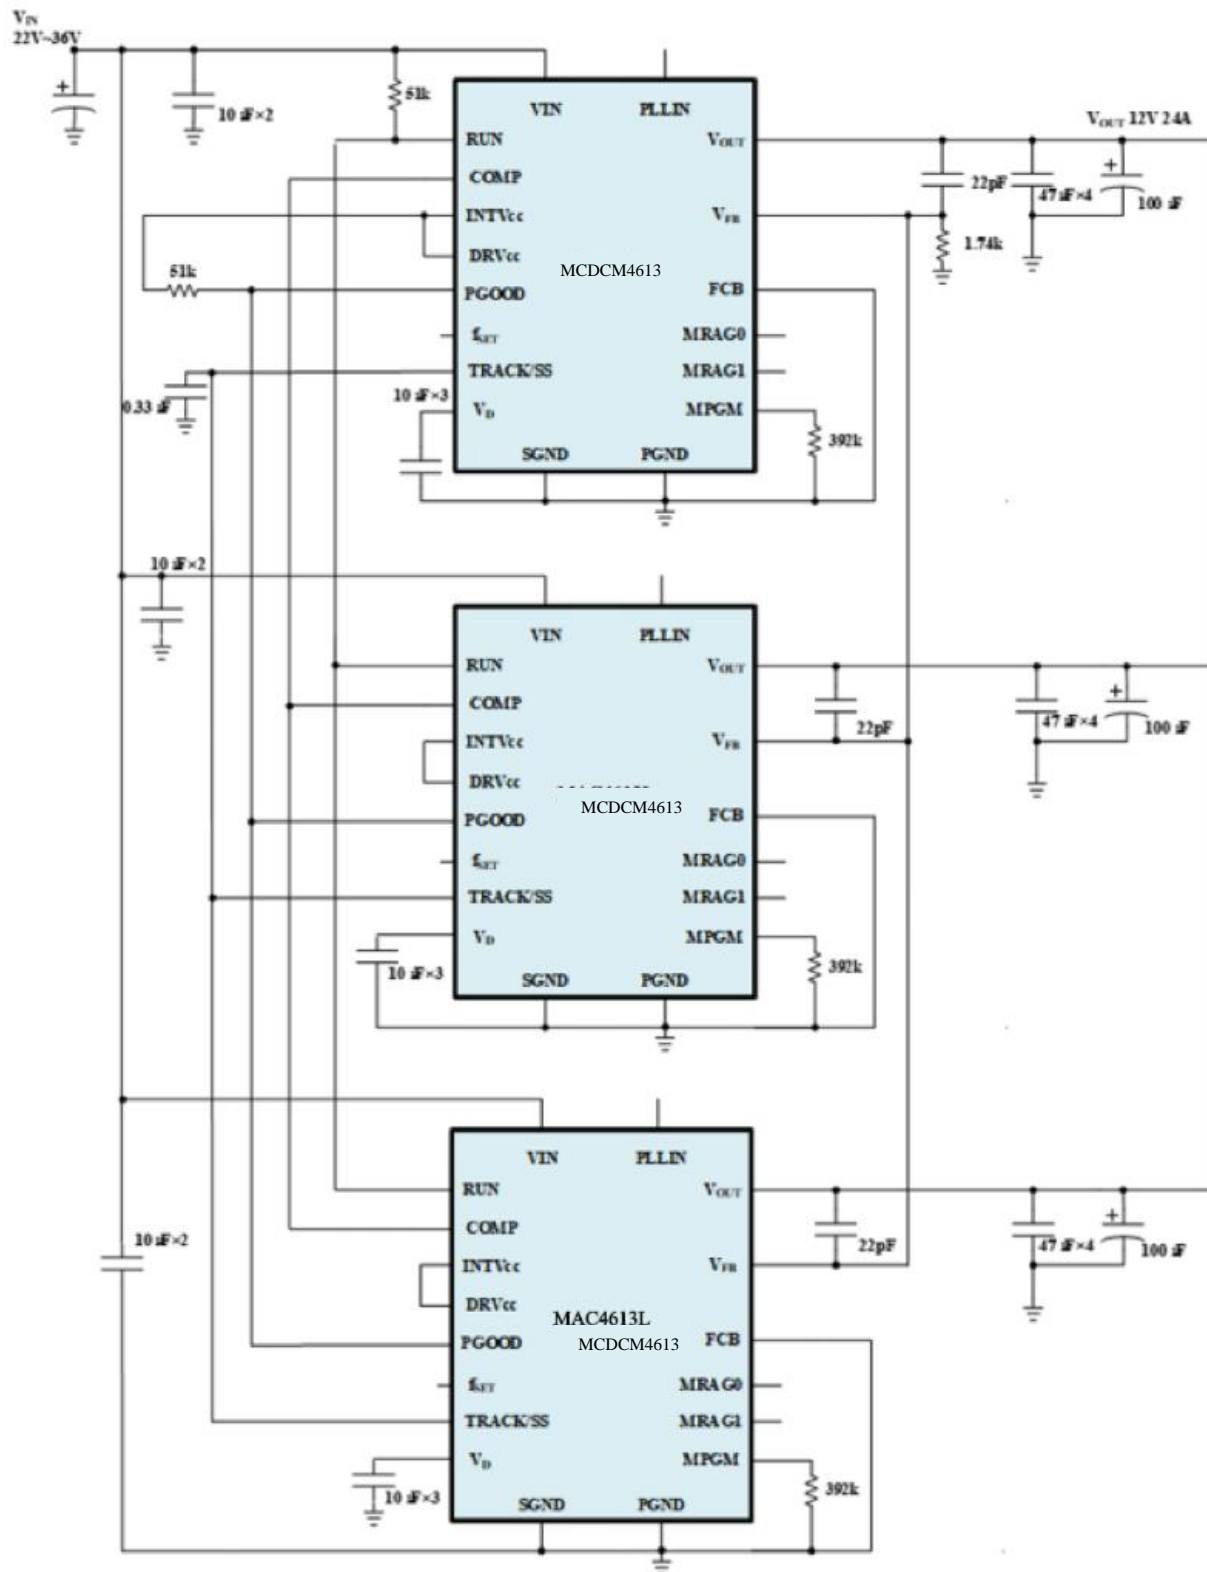 VIN
22V~36V
10 uF×2
51k
VIN
PLLIN
VOUT 12V 24A
RUN
VOUT
COMP
22pF
47 uF×4
100 uF
INTVcc
VFB
1.74k
DRVcc
MCDCM4613
51k
PGOOD
FCB
fSET
MRAG0
TRACK/SS
MRAG1
0.33 uF
10 uF×3
VD
MPGM
392k
SGND
PGND
10 uF×2
VIN
PLLIN
RUN
VOUT
COMP
22pF
47 uF×4
100 uF
INTVcc
VFB
DRVcc
MCDCM4613
PGOOD
FCB
fSET
MRAG0
TRACK/SS
MRAG1
VD
MPGM
10 uF×3
392k
SGND
PGND
VIN
PLLIN
RUN
VOUT
COMP
10 uF×2
22pF
47 uF×4
100 uF
INTVcc
VFB
DRVcc
MAC4613L
MCDCM4613
PGOOD
FCB
fSET
MRAG0
TRACK/SS
MRAG1
VD
MPGM
10 uF×3
392k
SGND
PGND